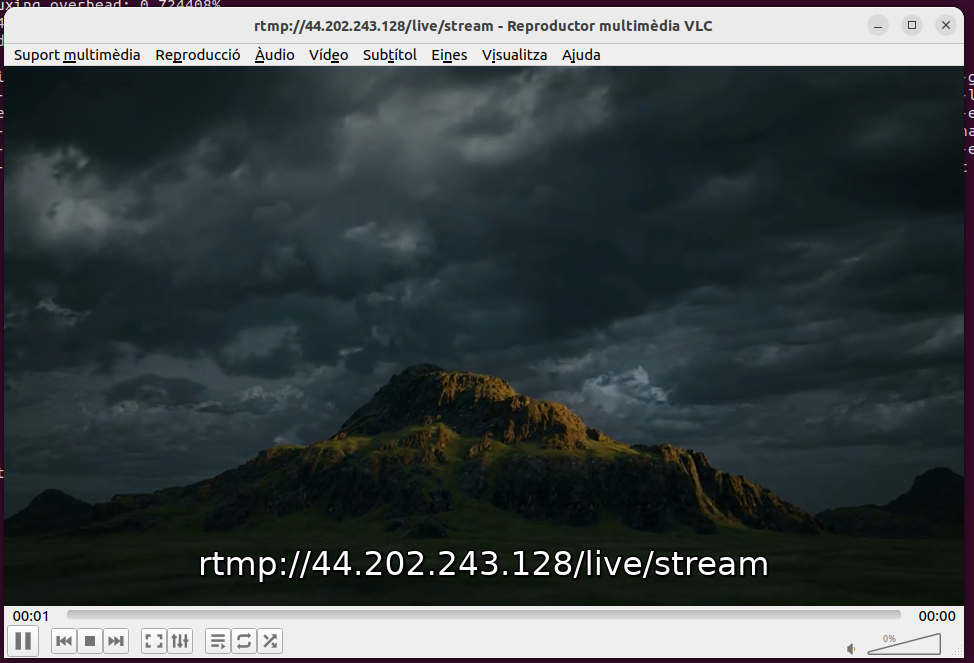 uxing overhead: 0.724408%
rtmp://44.202.243.128/live/stream - Reproductor multimèdia VLC
Suport multimèdia Reproducció Àudio Vídeo Subtítol Eines Visualitza Ajuda
rtmp://44.202.243.128/live/stream
00:01 00:00
0%